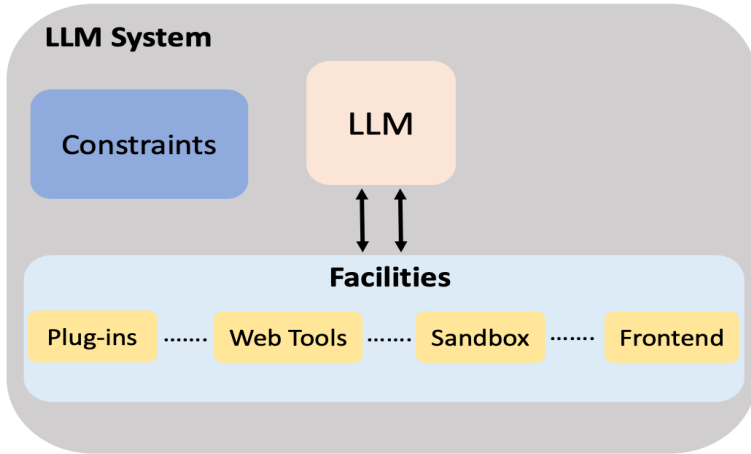 LLM System
Constraints
LLM
Facilities
Plug-ins ....... Web Tools ....... Sandbox ....... Frontend